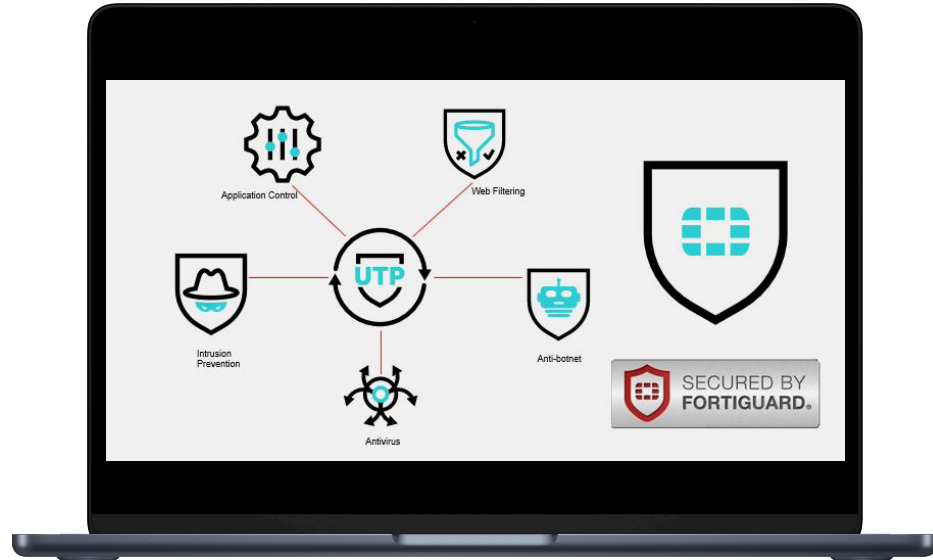 Application Control
Web Filtering
UTP
Intrusion
Prevention
Anti-botnet
Antivirus
SECURED BY
FORTIGUARD®